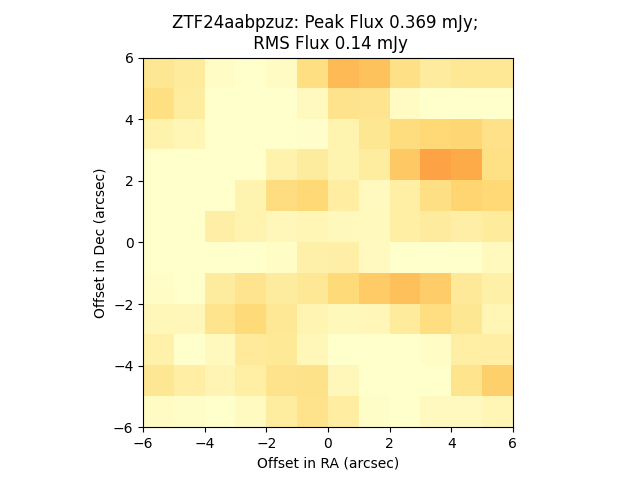 ZTF24aabpzuz: Peak Flux 0.369 mJy;
RMS Flux 0.14 mJy
6
4
2
0
−2
−4
−6
Offset in Dec (arcsec)
−6 −4 −2 0 2 4 6
Offset in RA (arcsec)